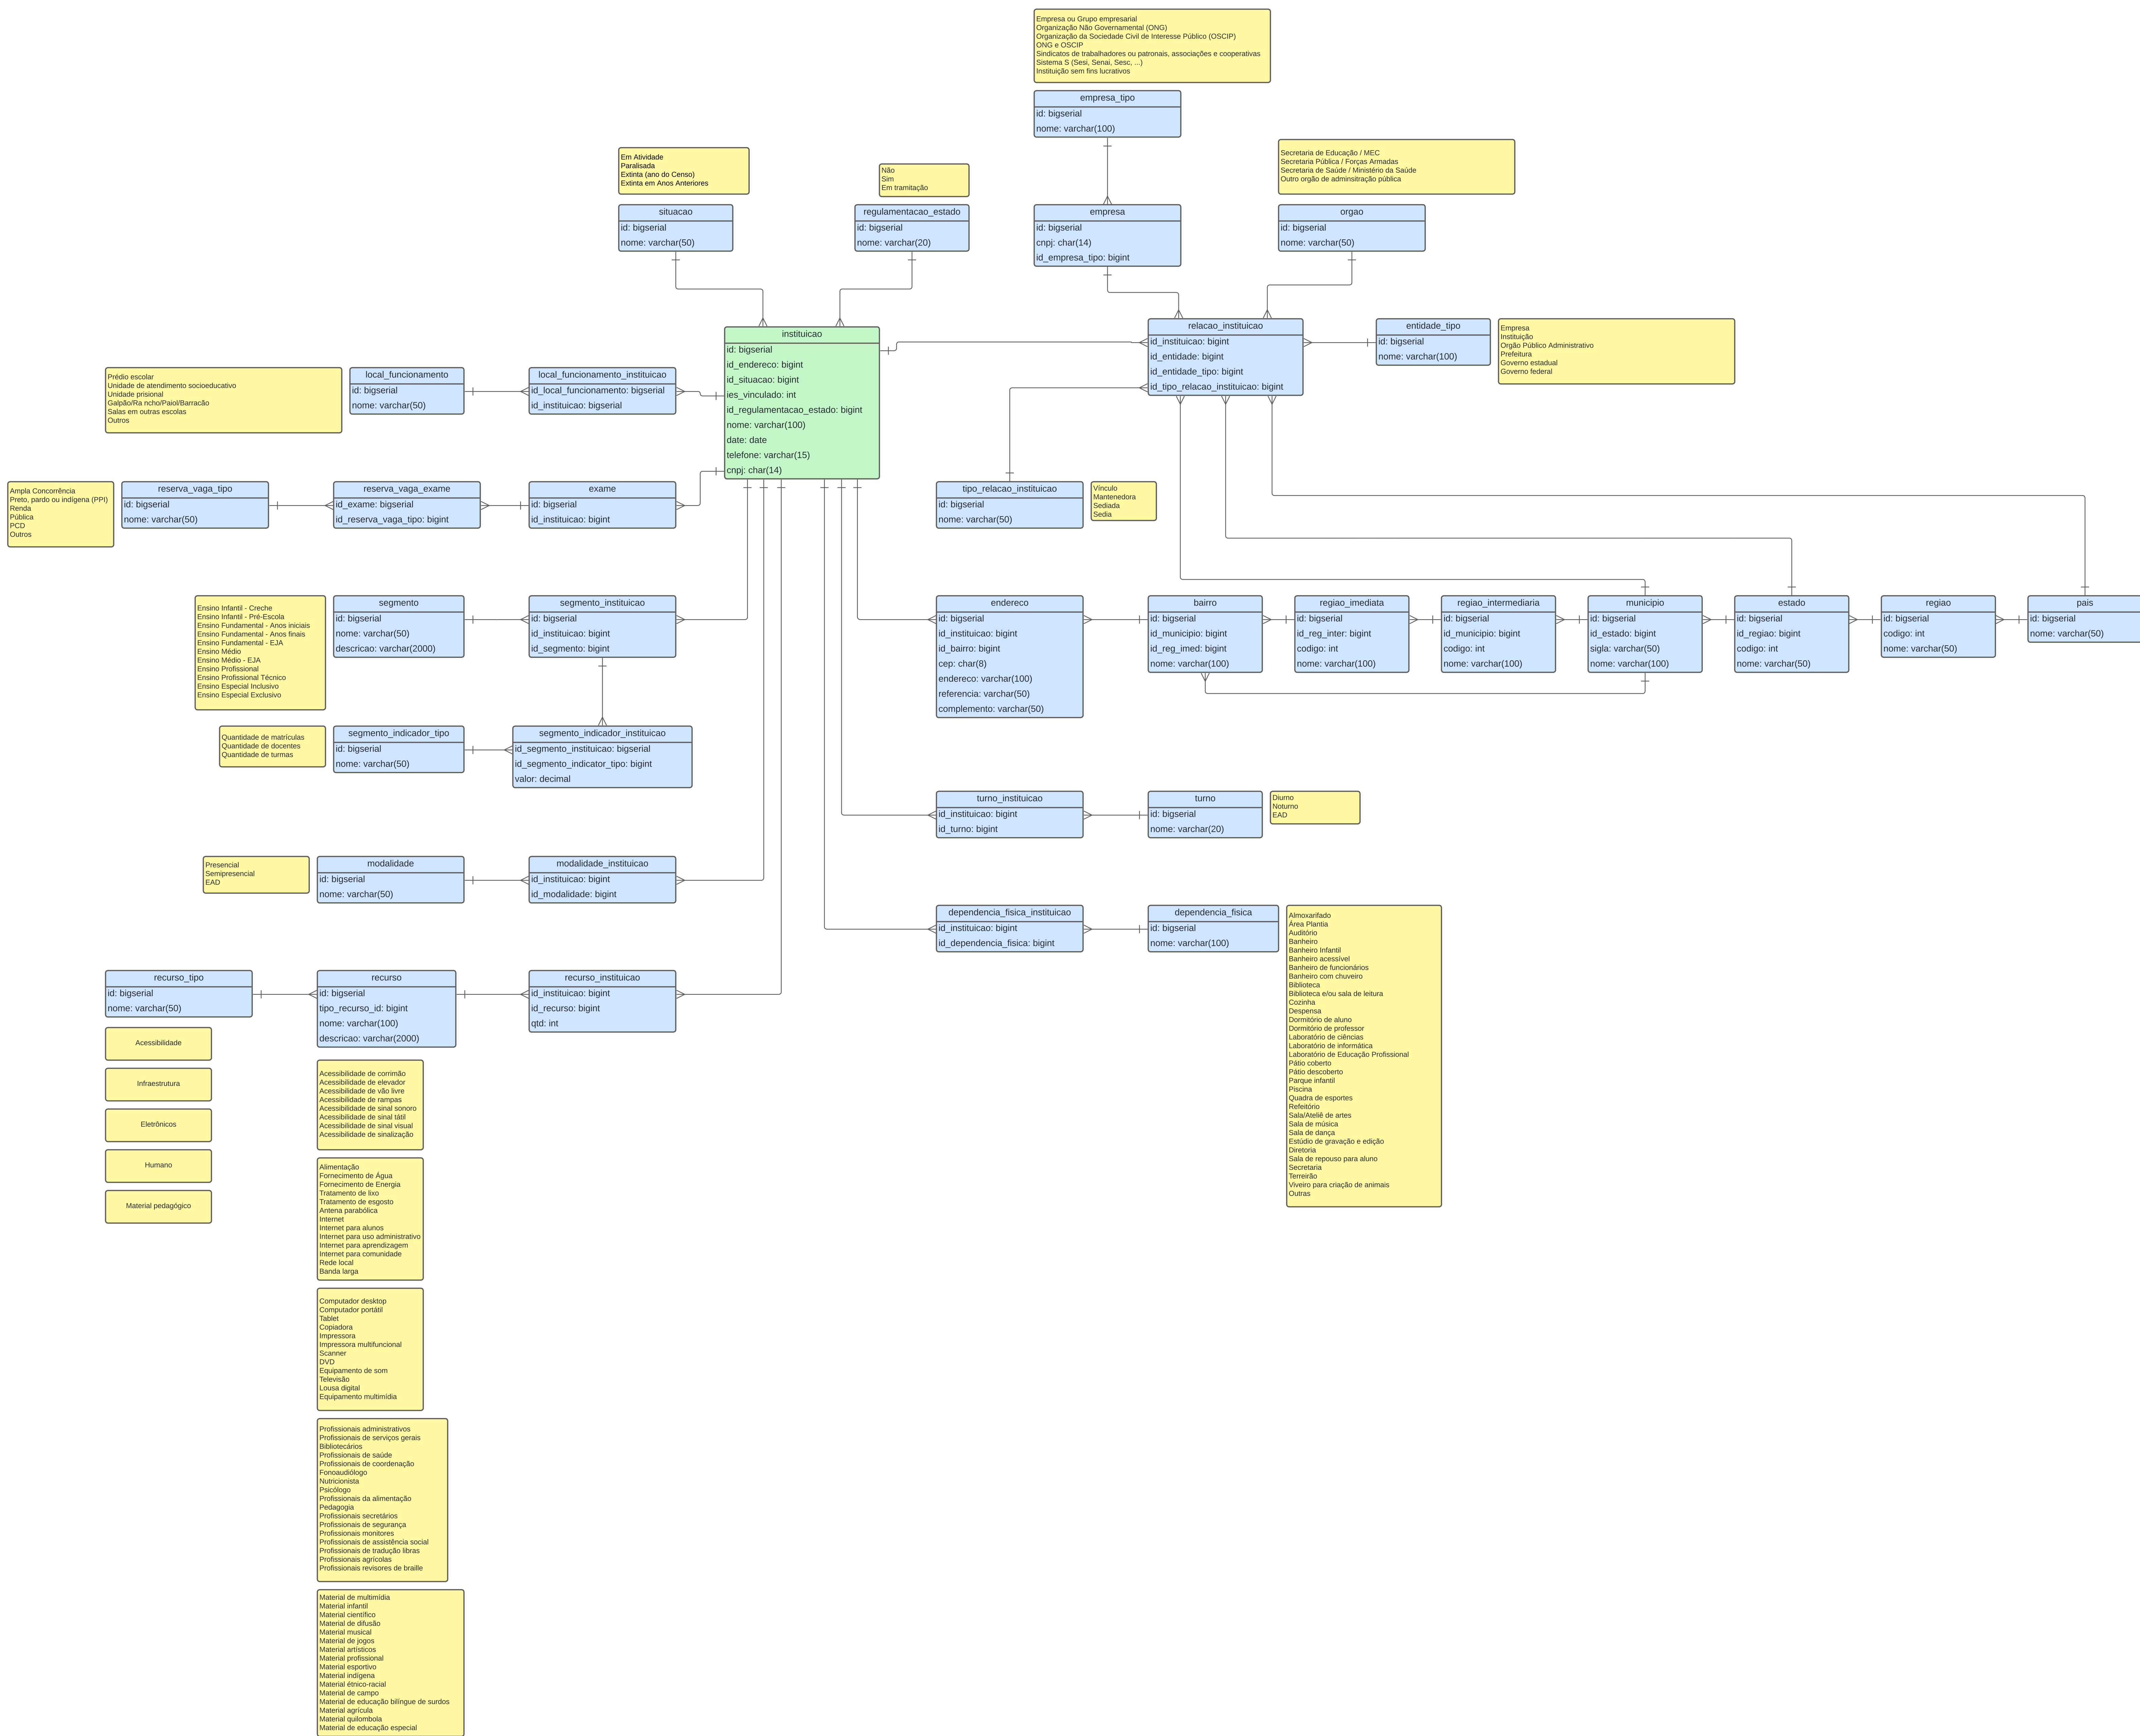 Empresa ou Grupo empresarial
Organização Não Governamental (ONG)
Organização da Sociedade Civil de Interesse Público (OSCIP)
ONG e OSCIP
Sindicatos de trabalhadores ou patronais, associações e cooperativas
Sistema S (Sesi, Senai, Sesc, ...)
Instituição sem fins lucrativos
empresa_tipo
id: bigserial
nome: varchar(100)
Em Atividade
Paralisada
Extinta (ano do Censo)
Extinta em Anos Anteriores
Não
Sim
Em tramitação
Secretaria de Educação / MEC
Secretaria Pública / Forças Armadas
Secretaria de Saúde / Ministério da Saúde
Outro orgão de adminsitração pública
situacao
id: bigserial
nome: varchar(50)
regulamentacao_estado
id: bigserial
nome: varchar(20)
empresa
id: bigserial
cnpj: char(14)
id_empresa_tipo: bigint
orgao
id: bigserial
nome: varchar(50)
instituicao
id: bigserial
id_endereco: bigint
id_situacao: bigint
ies_vinculado: int
id_regulamentacao_estado: bigint
nome: varchar(100)
date: date
telefone: varchar(15)
cnpj: char(14)
relacao_instituicao
id_instituicao: bigint
id_entidade: bigint
id_entidade_tipo: bigint
id_tipo_relacao_instituicao: bigint
entidade_tipo
id: bigserial
nome: varchar(100)
Empresa
Instituição
Orgão Público Administrativo
Prefeitura
Governo estadual
Governo federal
Prédio escolar
Unidade de atendimento socioeducativo
Unidade prisional
Galpão/Ra ncho/Paiol/Barracão
Salas em outras escolas
Outros
local_funcionamento
id: bigserial
nome: varchar(50)
local_funcionamento_instituicao
id_local_funcionamento: bigserial
id_instituicao: bigserial
Ampla Concorrência
Preto, pardo ou indígena (PPI)
Renda
Pública
PCD
Outros
reserva_vaga_tipo
id: bigserial
nome: varchar(50)
reserva_vaga_exame
id_exame: bigserial
id_reserva_vaga_tipo: bigint
exame
id: bigserial
id_instituicao: bigint
tipo_relacao_instituicao
id: bigserial
nome: varchar(50)
Vínculo
Mantenedora
Sediada
Sedia
Ensino Infantil - Creche
Ensino Infantil - Pré-Escola
Ensino Fundamental - Anos iniciais
Ensino Fundamental - Anos finais
Ensino Fundamental - EJA
Ensino Médio
Ensino Médio - EJA
Ensino Profissional
Ensino Profissional Técnico
Ensino Especial Inclusivo
Ensino Especial Exclusivo
segmento
id: bigserial
nome: varchar(50)
descricao: varchar(2000)
segmento_instituicao
id: bigserial
id_instituicao: bigint
id_segmento: bigint
endereco
id: bigserial
id_instituicao: bigint
id_bairro: bigint
cep: char(8)
endereco: varchar(100)
referencia: varchar(50)
complemento: varchar(50)
bairro
id: bigserial
id_municipio: bigint
id_reg_imed: bigint
nome: varchar(100)
regiao_imediata
id: bigserial
id_reg_inter: bigint
codigo: int
nome: varchar(100)
regiao_intermediaria
id: bigserial
id_municipio: bigint
codigo: int
nome: varchar(100)
municipio
id: bigserial
id_estado: bigint
sigla: varchar(50)
nome: varchar(100)
estado
id: bigserial
id_regiao: bigint
codigo: int
nome: varchar(50)
regiao
id: bigserial
codigo: int
nome: varchar(50)
pais
id: bigserial
nome: varchar(50)
Quantidade de matrículas
Quantidade de docentes
Quantidade de turmas
segmento_indicador_tipo
id: bigserial
nome: varchar(50)
segmento_indicador_instituicao
id_segmento_instituicao: bigserial
id_segmento_indicator_tipo: bigint
valor: decimal
turno_instituicao
id_instituicao: bigint
id_turno: bigint
turno
id: bigserial
nome: varchar(20)
Diurno
Noturno
EAD
Presencial
Semipresencial
EAD
modalidade
id: bigserial
nome: varchar(50)
modalidade_instituicao
id_instituicao: bigint
id_modalidade: bigint
dependencia_fisica_instituicao
id_instituicao: bigint
id_dependencia_fisica: bigint
dependencia_fisica
id: bigserial
nome: varchar(100)
Almoxarifado
Área Plantia
Auditório
Banheiro
Banheiro Infantil
Banheiro acessível
Banheiro de funcionários
Banheiro com chuveiro
Biblioteca
Biblioteca e/ou sala de leitura
Cozinha
Despensa
Dormitório de aluno
Dormitório de professor
Laboratório de ciências
Laboratório de informática
Laboratório de Educação Profissional
Pátio coberto
Pátio descoberto
Parque infantil
Piscina
Quadra de esportes
Refeitório
Sala/Ateliê de artes
Sala de música
Sala de dança
Estúdio de gravação e edição
Diretoria
Sala de repouso para aluno
Secretaria
Terreirão
Viveiro para criação de animais
Outras
recurso_tipo
id: bigserial
nome: varchar(50)
recurso
id: bigserial
tipo_recurso_id: bigint
nome: varchar(100)
descricao: varchar(2000)
recurso_instituicao
id_instituicao: bigint
id_recurso: bigint
qtd: int
Acessibilidade
Infraestrutura
Eletrônicos
Humano
Material pedagógico
Acessibilidade de corrimão
Acessibilidade de elevador
Acessibilidade de vão livre
Acessibilidade de rampas
Acessibilidade de sinal sonoro
Acessibilidade de sinal tátil
Acessibilidade de sinal visual
Acessibilidade de sinalização
Alimentação
Fornecimento de Água
Fornecimento de Energia
Tratamento de lixo
Tratamento de esgosto
Antena parabólica
Internet
Internet para alunos
Internet para uso administrativo
Internet para aprendizagem
Internet para comunidade
Rede local
Banda larga
Computador desktop
Computador portátil
Tablet
Copiadora
Impressora
Impressora multifuncional
Scanner
DVD
Equipamento de som
Televisão
Lousa digital
Equipamento multimídia
Profissionais administrativos
Profissionais de serviços gerais
Bibliotecários
Profissionais de saúde
Profissionais de coordenação
Fonoaudiólogo
Nutricionista
Psicólogo
Profissionais da alimentação
Pedagogia
Profissionais secretários
Profissionais de segurança
Profissionais monitores
Profissionais de assistência social
Profissionais de tradução libras
Profissionais agrícolas
Profissionais revisores de braille
Material de multimídia
Material infantil
Material científico
Material de difusão
Material musical
Material de jogos
Material artísticos
Material profissional
Material esportivo
Material indígena
Material étnico-racial
Material de campo
Material de educação bilíngue de surdos
Material agrícula
Material quilombola
Material de educação especial